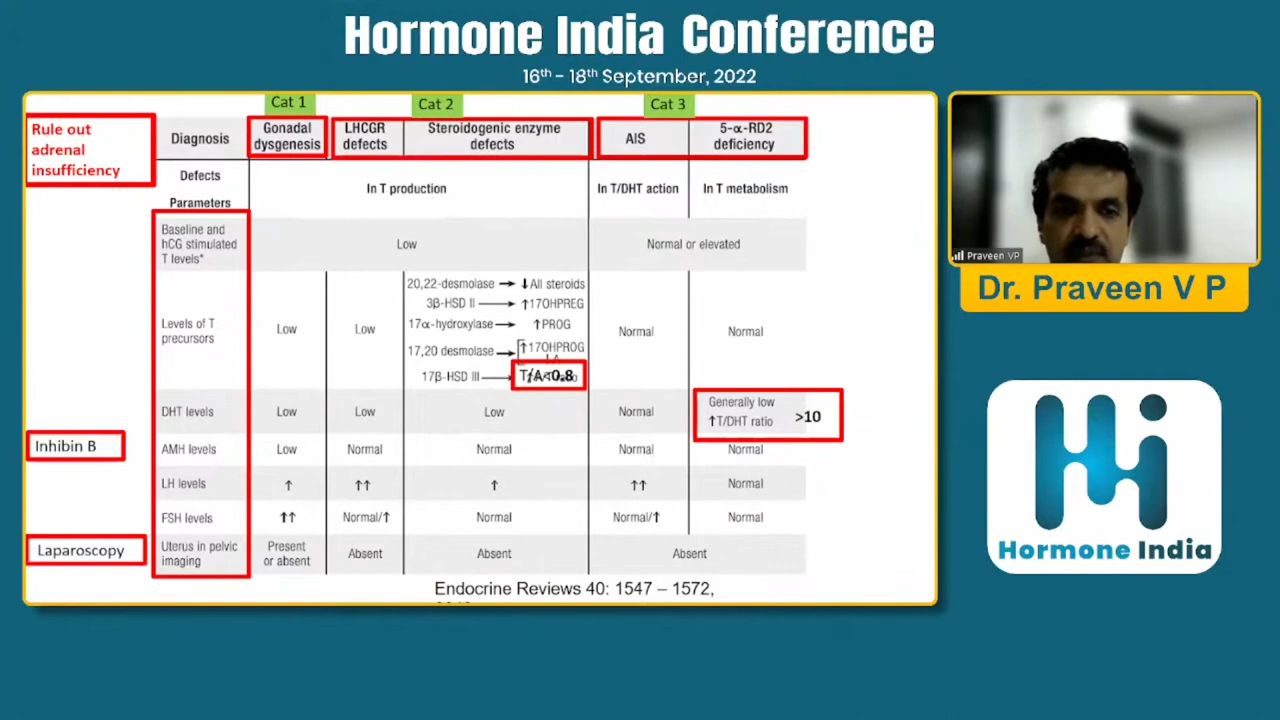 Hormone India Conference
16th - 18th September, 2022
Cat 1
Cat 2
Cat 3
Rule out
adrenal
insufficiency
Diagnosis
Gonadal
dysgenesis
LHCGR
defects
Steroidogenic enzyme
defects
AIS
5-α-RD2
deficiency
Defects
Parameters
In T production
In T/DHT action
In T metabolism
Baseline and
hCG stimulated
T levels*
Low
Normal or elevated
Levels of T
precursors
Low
Low
20,22-desmolase → ↓All steroids
3β-HSD II → ↑17OHPREG
17α-hydroxylase → ↑PROG
17,20 desmolase → ↑17OHPROG
17β-HSD III → T/A<0.8
Normal
Normal
DHT levels
Low
Low
Low
Normal
Generally low
↑T/DHT ratio
>10
Inhibin B
AMH levels
Low
Normal
Normal
Normal
Normal
LH levels
↑
↑↑
↑
↑↑
Normal
FSH levels
↑↑
Normal/↑
Normal
Normal/↑
Normal
Laparoscopy
Uterus in pelvic
imaging
Present
or absent
Absent
Absent
Absent
Endocrine Reviews 40: 1547 – 1572,
Praveen VP
Dr. Praveen V P
Hi
Hormone India